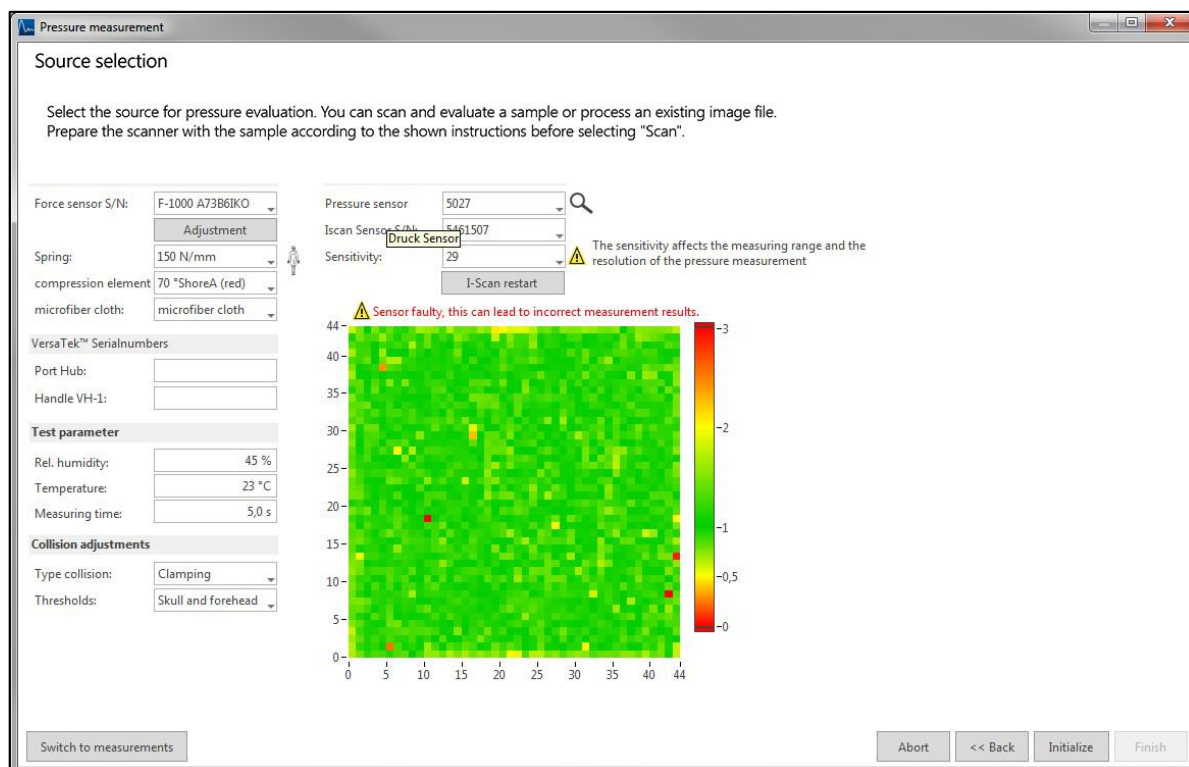 Pressure measurement
Source selection
Select the source for pressure evaluation. You can scan and evaluate a sample or process an existing image file.
Prepare the scanner with the sample according to the shown instructions before selecting "Scan".
Force sensor S/N:
F-1000 A73B6IKO
Adjustment
Spring:
150 N/mm
compression element
70 °ShoreA (red)
microfiber cloth:
microfiber cloth
VersaTek™ Serialnumbers
Port Hub:
Handle VH-1:
Test parameter
Rel. humidity:
45 %
Temperature:
23 °C
Measuring time:
5,0 s
Collision adjustments
Type collision:
Clamping
Thresholds:
Skull and forehead
Pressure sensor
5027
Iscan Sensor S/N:
5461507
Druck Sensor
Sensitivity:
29
The sensitivity affects the measuring range and the
resolution of the pressure measurement
I-Scan restart
Sensor faulty, this can lead to incorrect measurement results.
44
40
35
30
25
20
15
10
5
0
0 5 10 15 20 25 30 35 40 44
3
2
1
0,5
0
Switch to measurements
Abort
<< Back
Initialize
Finish